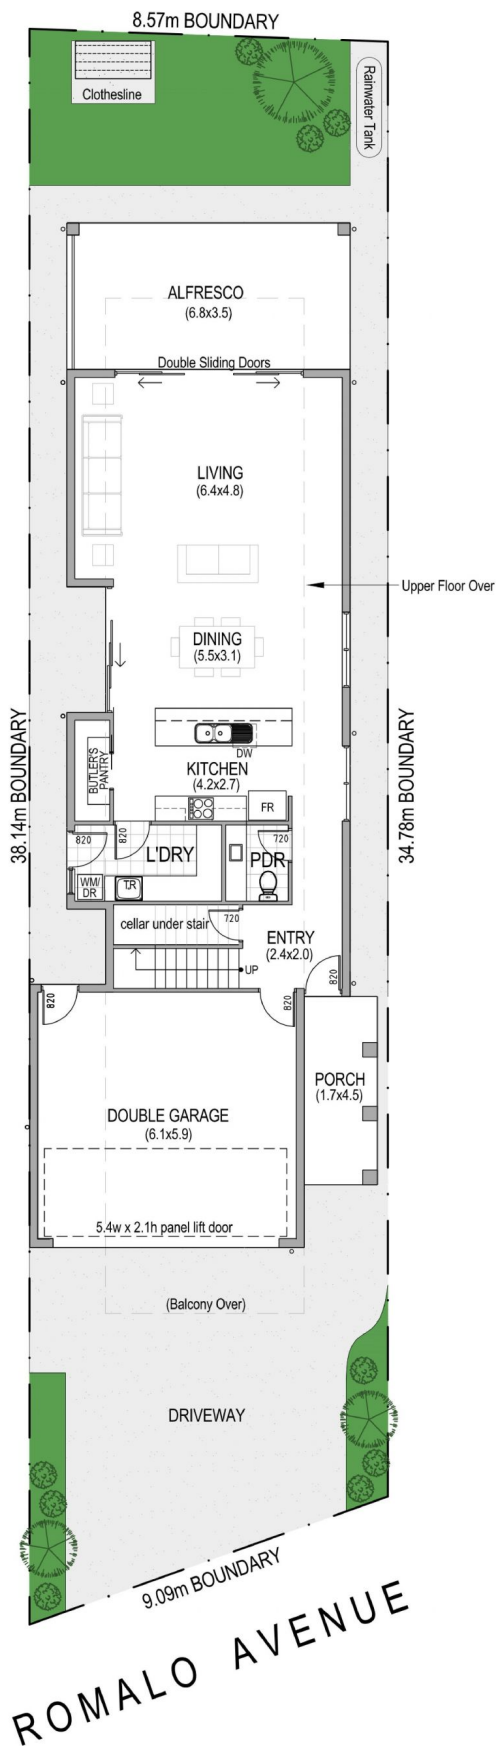 8.57m BOUNDARY
Clothesline
Rainwater Tank
ALFRESCO
(6.8x3.5)
Double Sliding Doors
LIVING
(6.4x4.8)
Upper Floor Over
DINING
(5.5x3.1)
38.14m BOUNDARY
34.78m BOUNDARY
DW
BUTLER'S
PANTRY
KITCHEN
(4.2x2.7)
FR
820
820
L'DRY
720
PDR
WM/
DR
TR
cellar under stair
720
ENTRY
(2.4x2.0)
UP
820
820
820
PORCH
(1.7x4.5)
DOUBLE GARAGE
(6.1x5.9)
5.4w x 2.1h panel lift door
(Balcony Over)
DRIVEWAY
9.09m BOUNDARY
ROMALO AVENUE